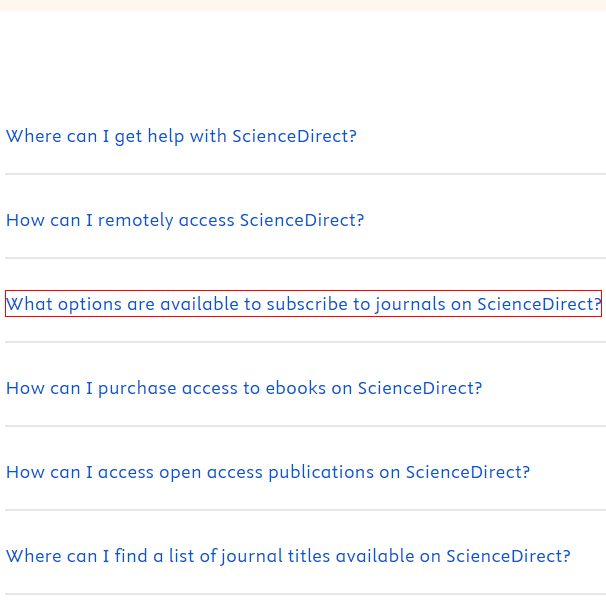 Where can I get help with ScienceDirect?
How can I remotely access ScienceDirect?
What options are available to subscribe to journals on ScienceDirect?
How can I purchase access to ebooks on ScienceDirect?
How can I access open access publications on ScienceDirect?
Where can I find a list of journal titles available on ScienceDirect?